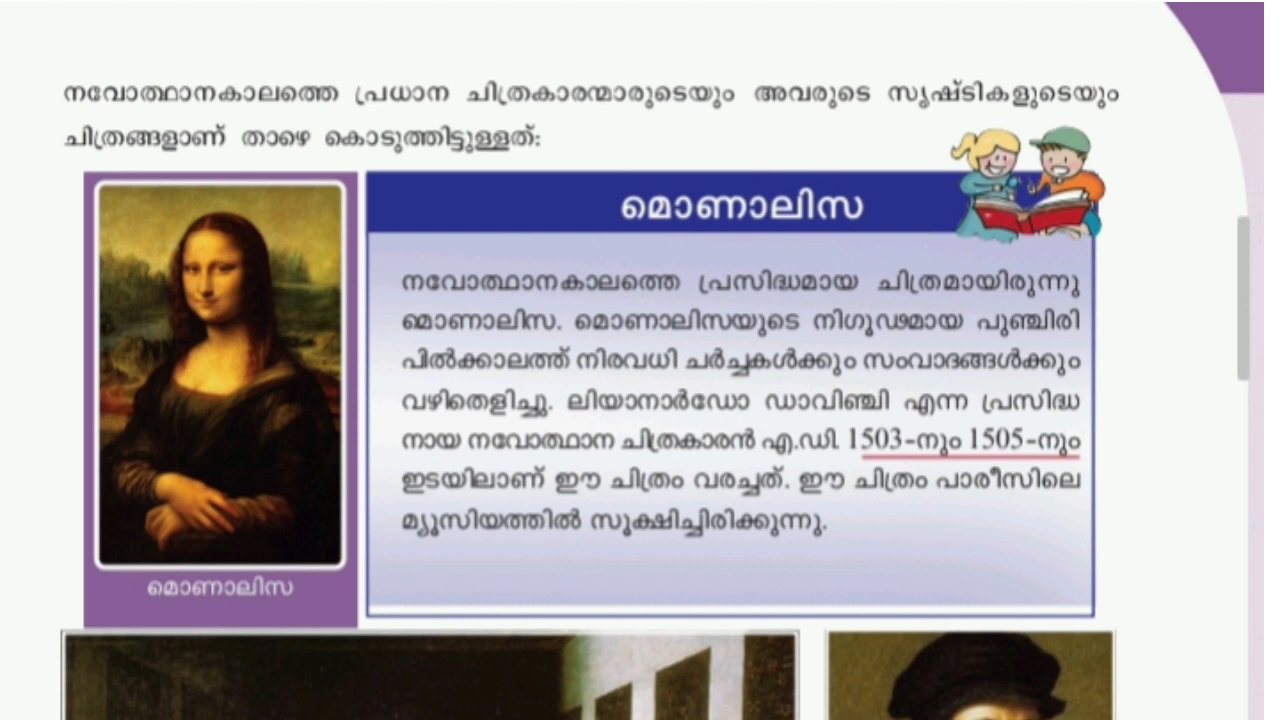 നവോത്ഥാനകാലത്തെ പ്രധാന ചിത്രകാരന്മാരുടെയും അവരുടെ സൃഷ്ടികളുടെയും
ചിത്രങ്ങളാണ് താഴെ കൊടുത്തിട്ടുള്ളത്:
മൊണാലിസ
നവോത്ഥാനകാലത്തെ പ്രസിദ്ധമായ ചിത്രമായിരുന്നു
മൊണാലിസ. മൊണാലിസയുടെ നിഗൂഢമായ പുഞ്ചിരി
പിൽക്കാലത്ത് നിരവധി ചർച്ചകൾക്കും സംവാദങ്ങൾക്കും
വഴിതെളിച്ചു. ലിയാനാർഡോ ഡാവിഞ്ചി എന്ന പ്രസിദ്ധ
നായ നവോത്ഥാന ചിത്രകാരൻ എ.ഡി. 1503-നും 1505-നും
ഇടയിലാണ് ഈ ചിത്രം വരച്ചത്. ഈ ചിത്രം പാരീസിലെ
മ്യൂസിയത്തിൽ സൂക്ഷിച്ചിരിക്കുന്നു.
മൊണാലിസ